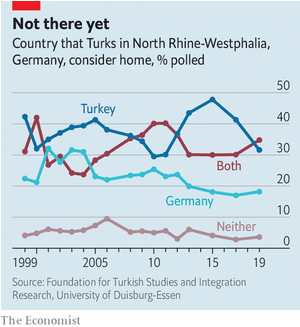 Not there yet
Country that Turks in North Rhine-Westphalia,
Germany, consider home, % polled
50
Turkey
40
30
Both
20
Germany
10
Neither
0
1999 2005 10 15 19
Source: Foundation for Turkish Studies and Integration
Research, University of Duisburg-Essen
The Economist